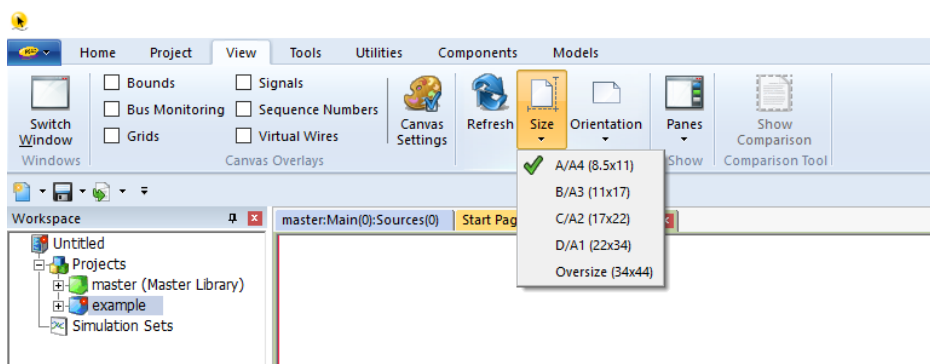 Home Project View Tools Utilities Components Models
Bounds Signals
Bus Monitoring Sequence Numbers
Grids Virtual Wires
Switch Window
Canvas Settings
Refresh Size Orientation Panes
Show Comparison
Windows Canvas Overlays Show Comparison Tool
A/A4 (8.5x11)
B/A3 (11x17)
C/A2 (17x22)
D/A1 (22x34)
Oversize (34x44)
Workspace
master:Main(0):Sources(0) Start Pag
Untitled
Projects
master (Master Library)
example
Simulation Sets